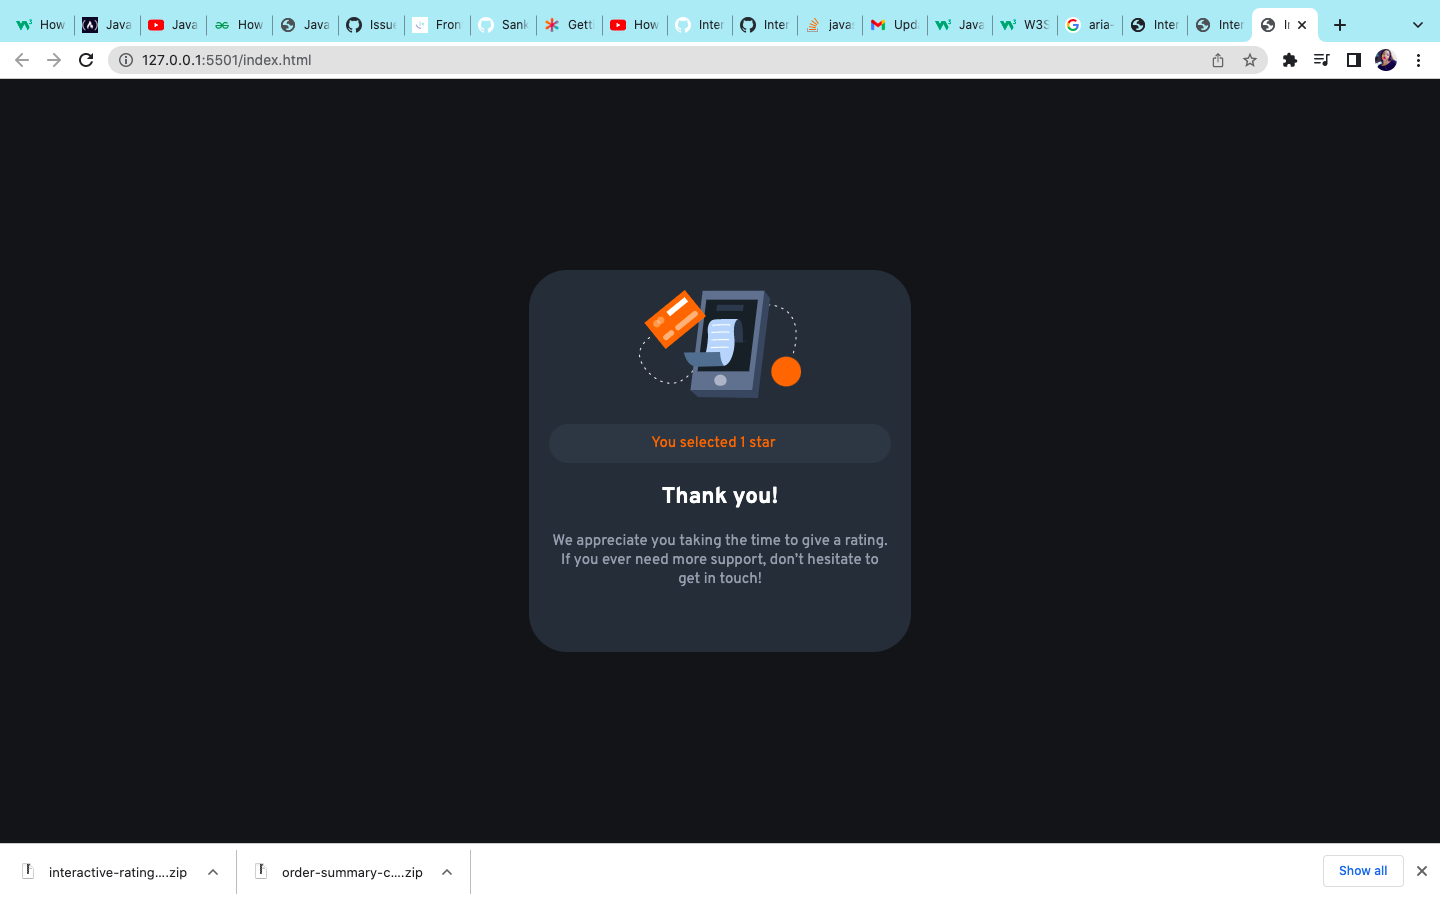 How
Java
Java
How
Java
Issue
Fron
Sank
Getti
How
Inter
Inter
java
Upd
Java
W3S
aria-
Inter
Inter
In
127.0.0.1:5501/index.html
You selected 1 star
Thank you!
We appreciate you taking the time to give a rating.
If you ever need more support, don’t hesitate to
get in touch!
interactive-rating....zip
order-summary-c....zip
Show all